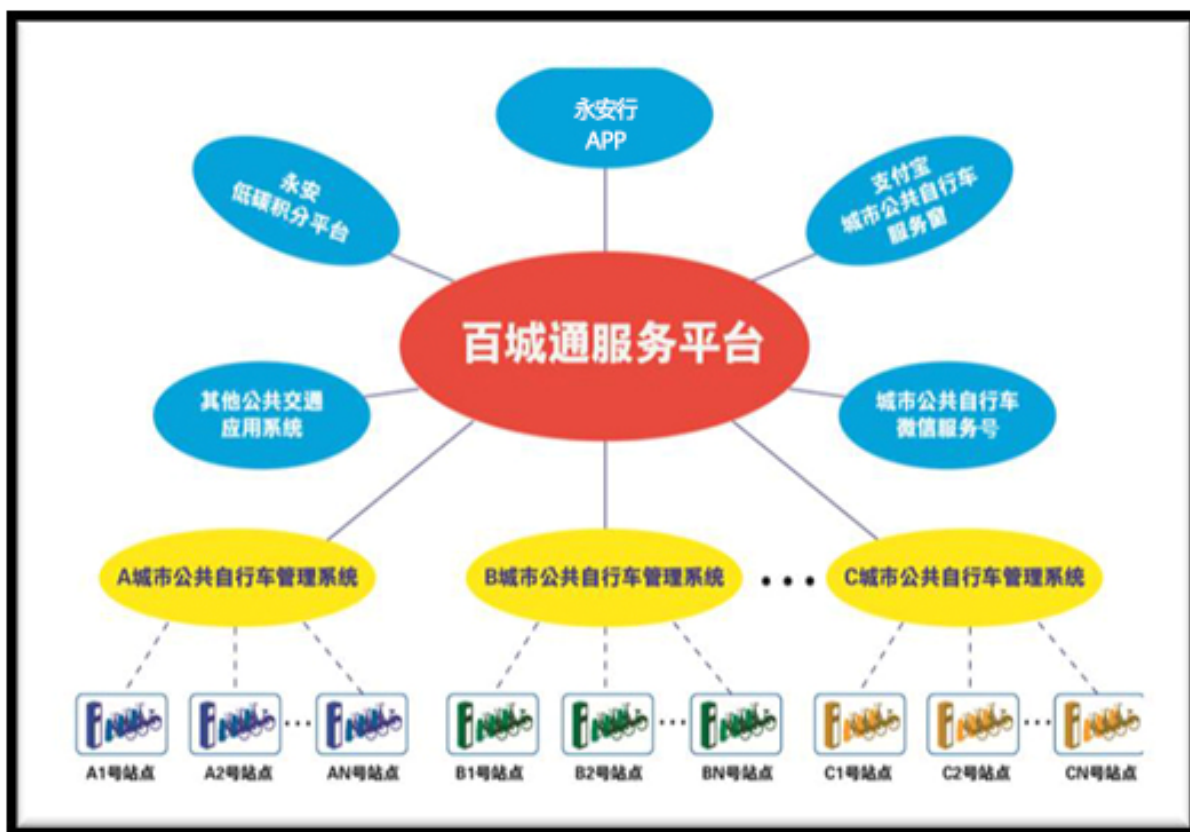 永安行
APP
永安
低碳积分平台
支付宝
城市公共自行车
服务窗
百城通服务平台
其他公共交通
应用系统
城市公共自行车
微信服务号
A城市公共自行车管理系统
B城市公共自行车管理系统
•••
C城市公共自行车管理系统
A1号站点
A2号站点
...
AN号站点
B1号站点
B2号站点
...
BN号站点
C1号站点
C2号站点
...
CN号站点